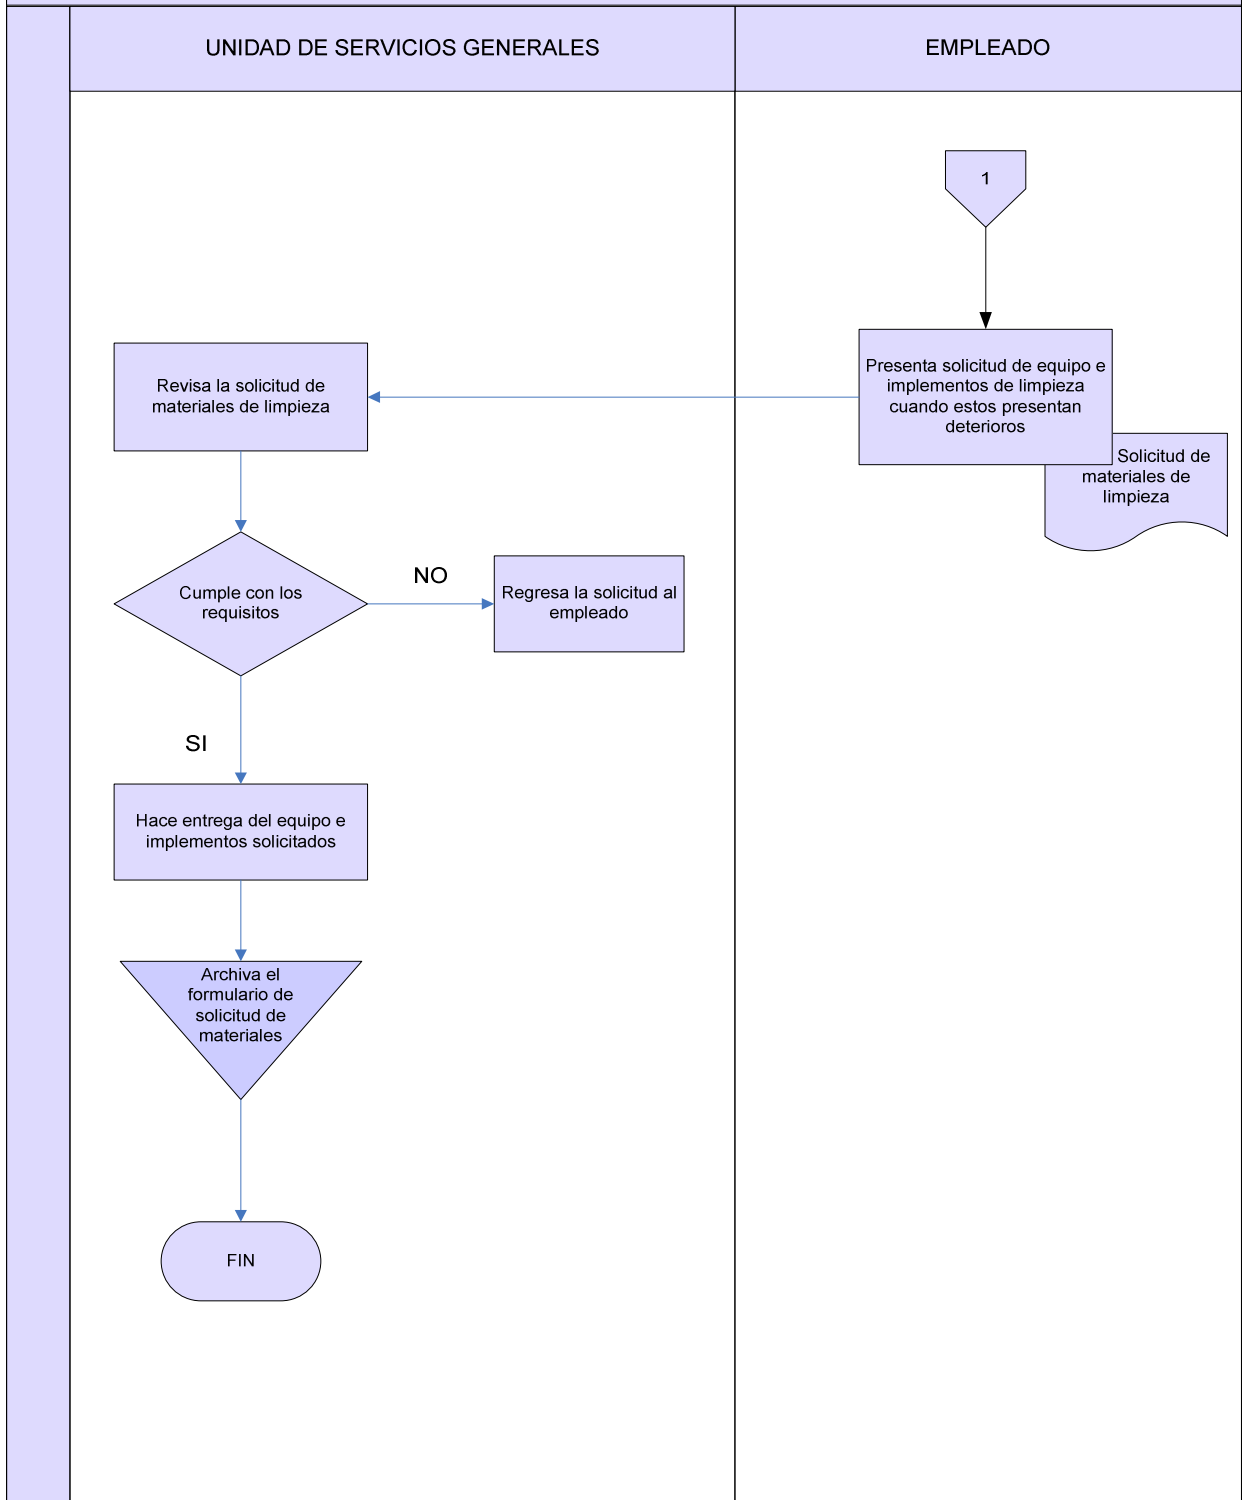 UNIDAD DE SERVICIOS GENERALES
EMPLEADO
1
Presenta solicitud de equipo e
implementos de limpieza
cuando estos presentan
deterioros
Solicitud de
materiales de
limpieza
Revisa la solicitud de
materiales de limpieza
Cumple con los
requisitos
NO
Regresa la solicitud al
empleado
SI
Hace entrega del equipo e
implementos solicitados
Archiva el
formulario de
solicitud de
materiales
FIN